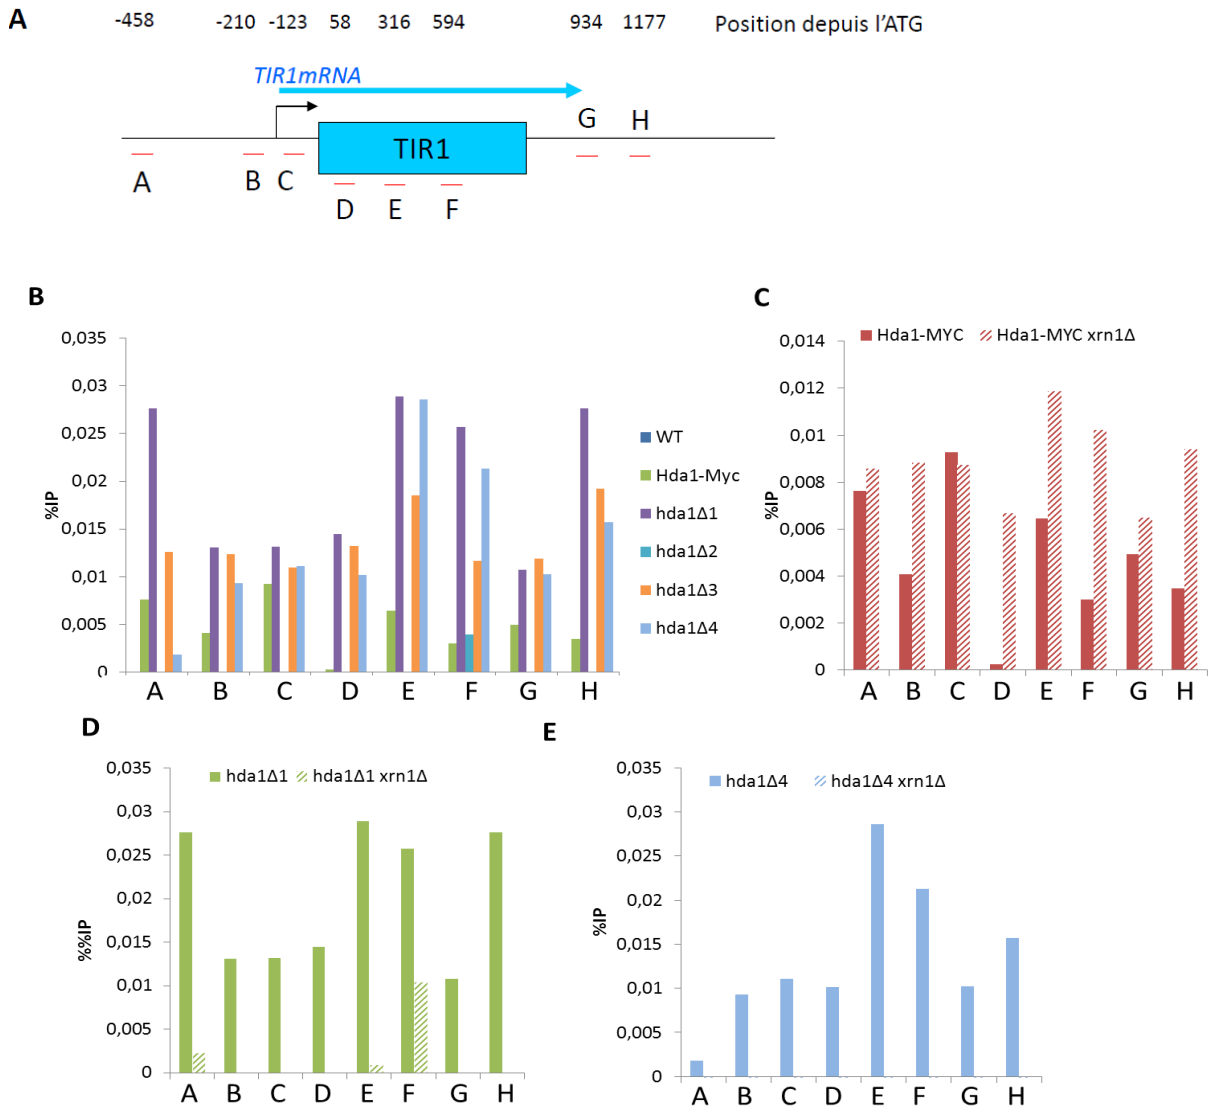 A
-458 -210 -123 58 316 594 934 1177 Position depuis l'ATG
TIR1mRNA
G H
TIR1
A B C
D E F
B
0,035
0,03
0,025
0,02
0,015
0,01
0,005
0
%IP
A B C D E F G H
WT
Hda1-Myc
hda1Δ1
hda1Δ2
hda1Δ3
hda1Δ4
C
Hda1-MYC Hda1-MYC xrn1Δ
0,014
0,012
0,01
0,008
0,006
0,004
0,002
0
%IP
A B C D E F G H
D
hda1Δ1 hda1Δ1 xrn1Δ
0,035
0,03
0,025
0,02
0,015
0,01
0,005
0
%%IP
A B C D E F G H
E
hda1Δ4 hda1Δ4 xrn1Δ
0,035
0,03
0,025
0,02
0,015
0,01
0,005
0
%IP
A B C D E F G H